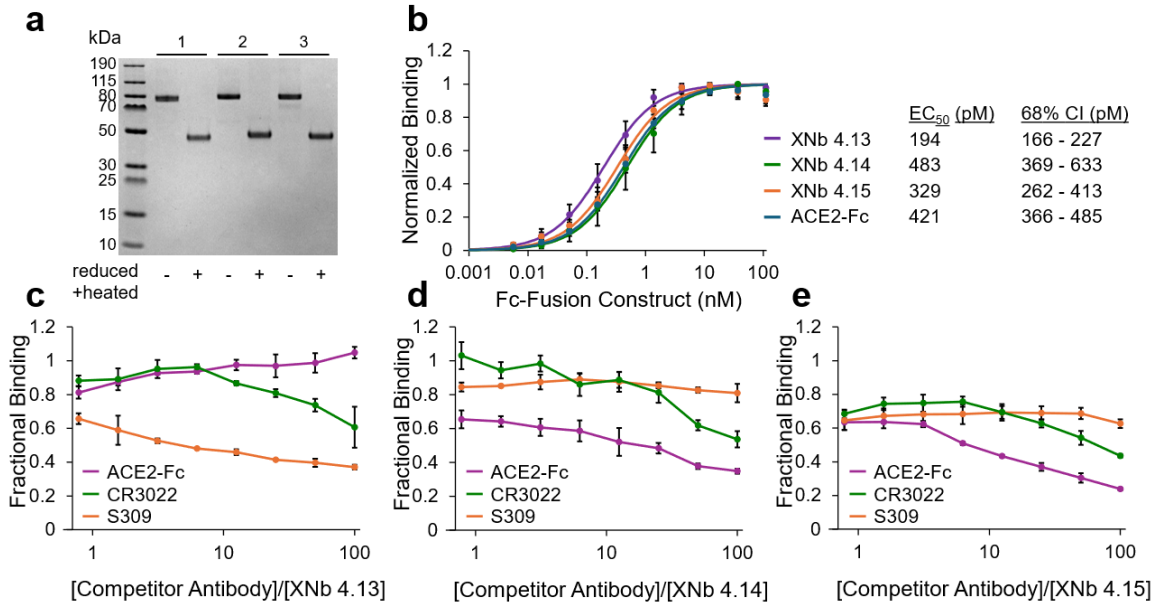 a
kDa
1 2 3
190
115
80
70
50
30
25
15
10
reduced
+heated
- + - + - +
b
Normalized Binding
1.2
1
0.8
0.6
0.4
0.2
0
0.001 0.01 0.1 1 10 100
Fc-Fusion Construct (nM)
EC50 (pM) 68% CI (pM)
XNb 4.13 194 166 - 227
XNb 4.14 483 369 - 633
XNb 4.15 329 262 - 413
ACE2-Fc 421 366 - 485
c
Fractional Binding
1.2
1
0.8
0.6
0.4
0.2
0
ACE2-Fc
CR3022
S309
1 10 100
[Competitor Antibody]/[XNb 4.13]
d
Fractional Binding
1.2
1
0.8
0.6
0.4
0.2
0
ACE2-Fc
CR3022
S309
1 10 100
[Competitor Antibody]/[XNb 4.14]
e
Fractional Binding
1.2
1
0.8
0.6
0.4
0.2
0
ACE2-Fc
CR3022
S309
1 10 100
[Competitor Antibody]/[XNb 4.15]